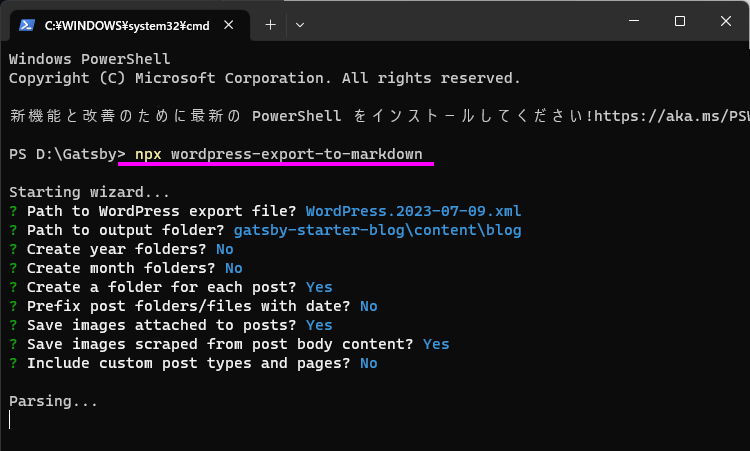 C:¥WINDOWS¥system32¥cmd
Windows PowerShell
Copyright (C) Microsoft Corporation. All rights reserved.
新機能と改善のために最新の PowerShell をインストールしてください!https://aka.ms/PSW
PS D:\Gatsby> npx wordpress-export-to-markdown
Starting wizard...
? Path to WordPress export file? WordPress.2023-07-09.xml
? Path to output folder? gatsby-starter-blog\content\blog
? Create year folders? No
? Create month folders? No
? Create a folder for each post? Yes
? Prefix post folders/files with date? No
? Save images attached to posts? Yes
? Save images scraped from post body content? Yes
? Include custom post types and pages? No
Parsing...